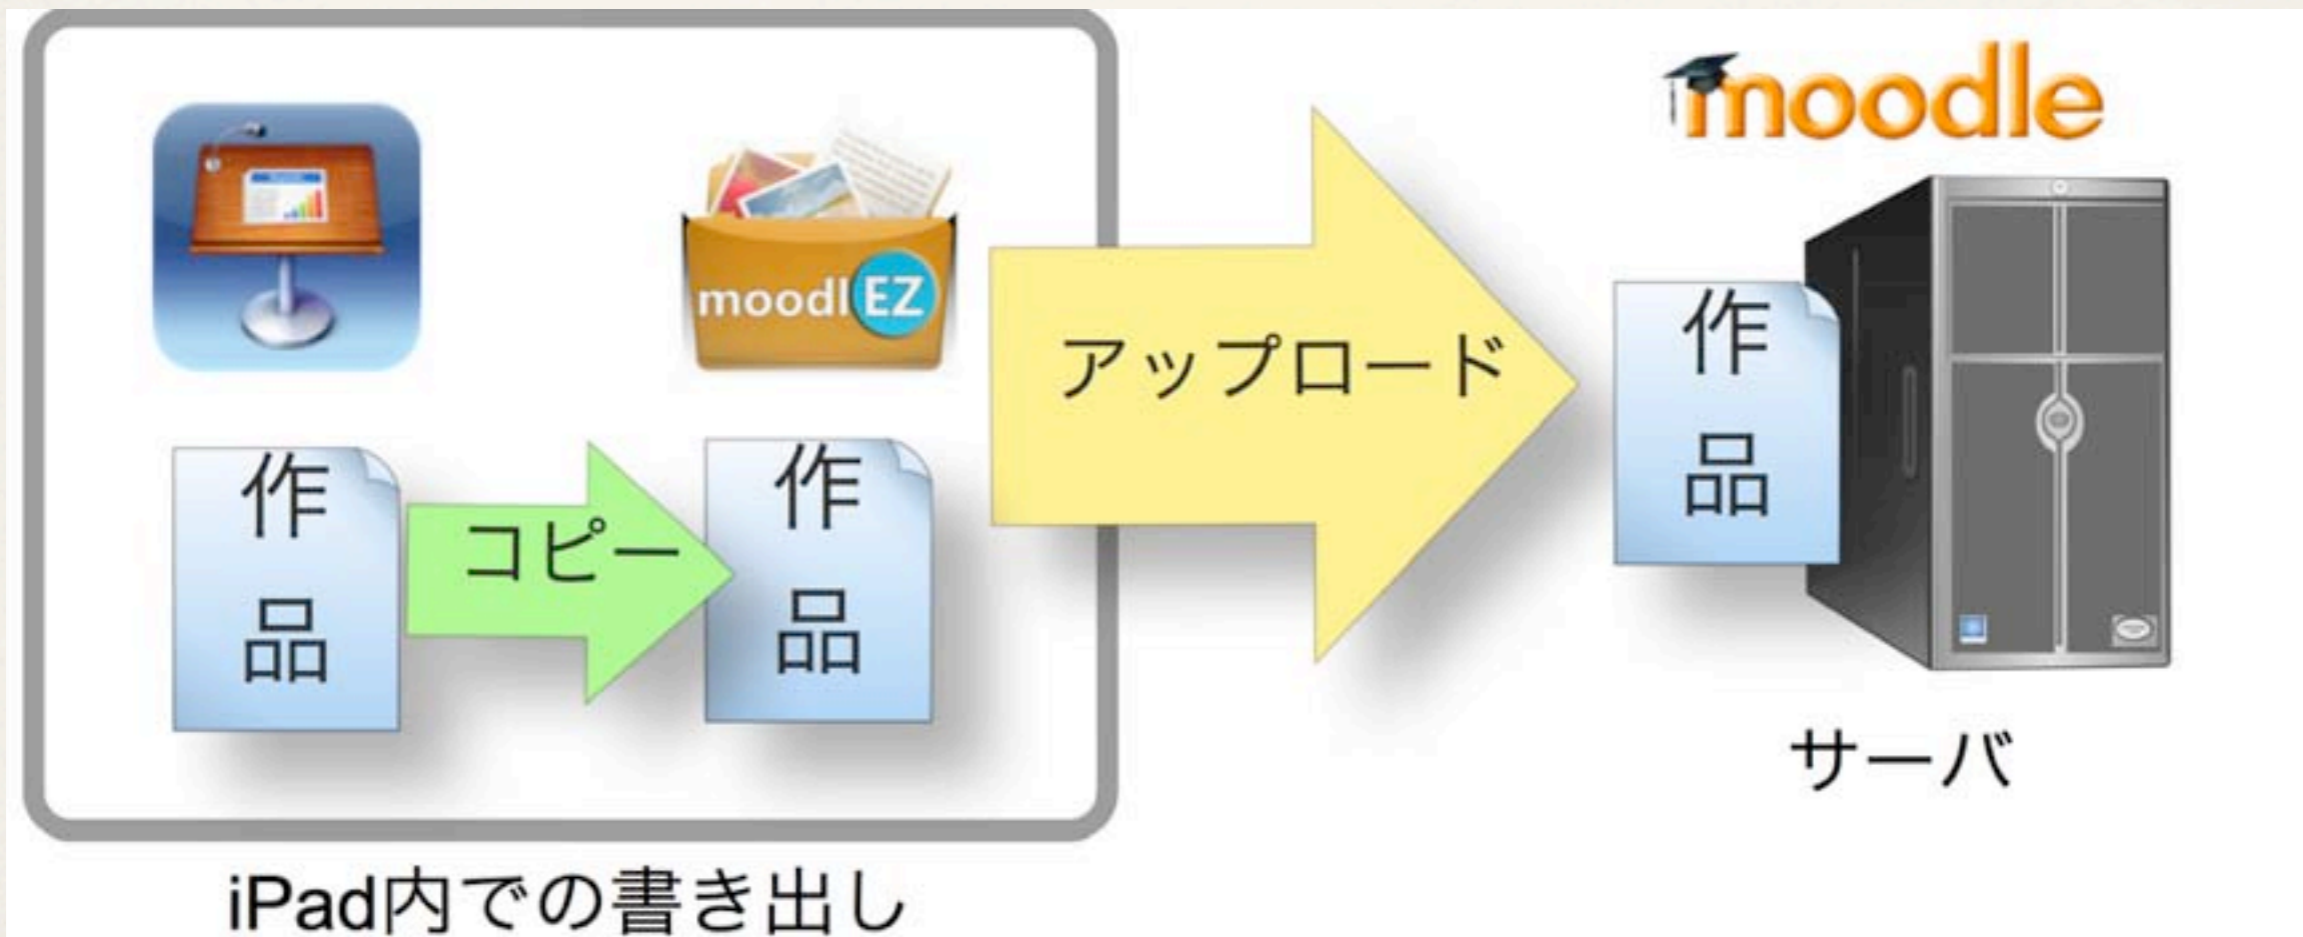 moodle
moodlEZ
アップロード
作
品
作
品
コピー
作
品
サーバ
iPad内での書き出し